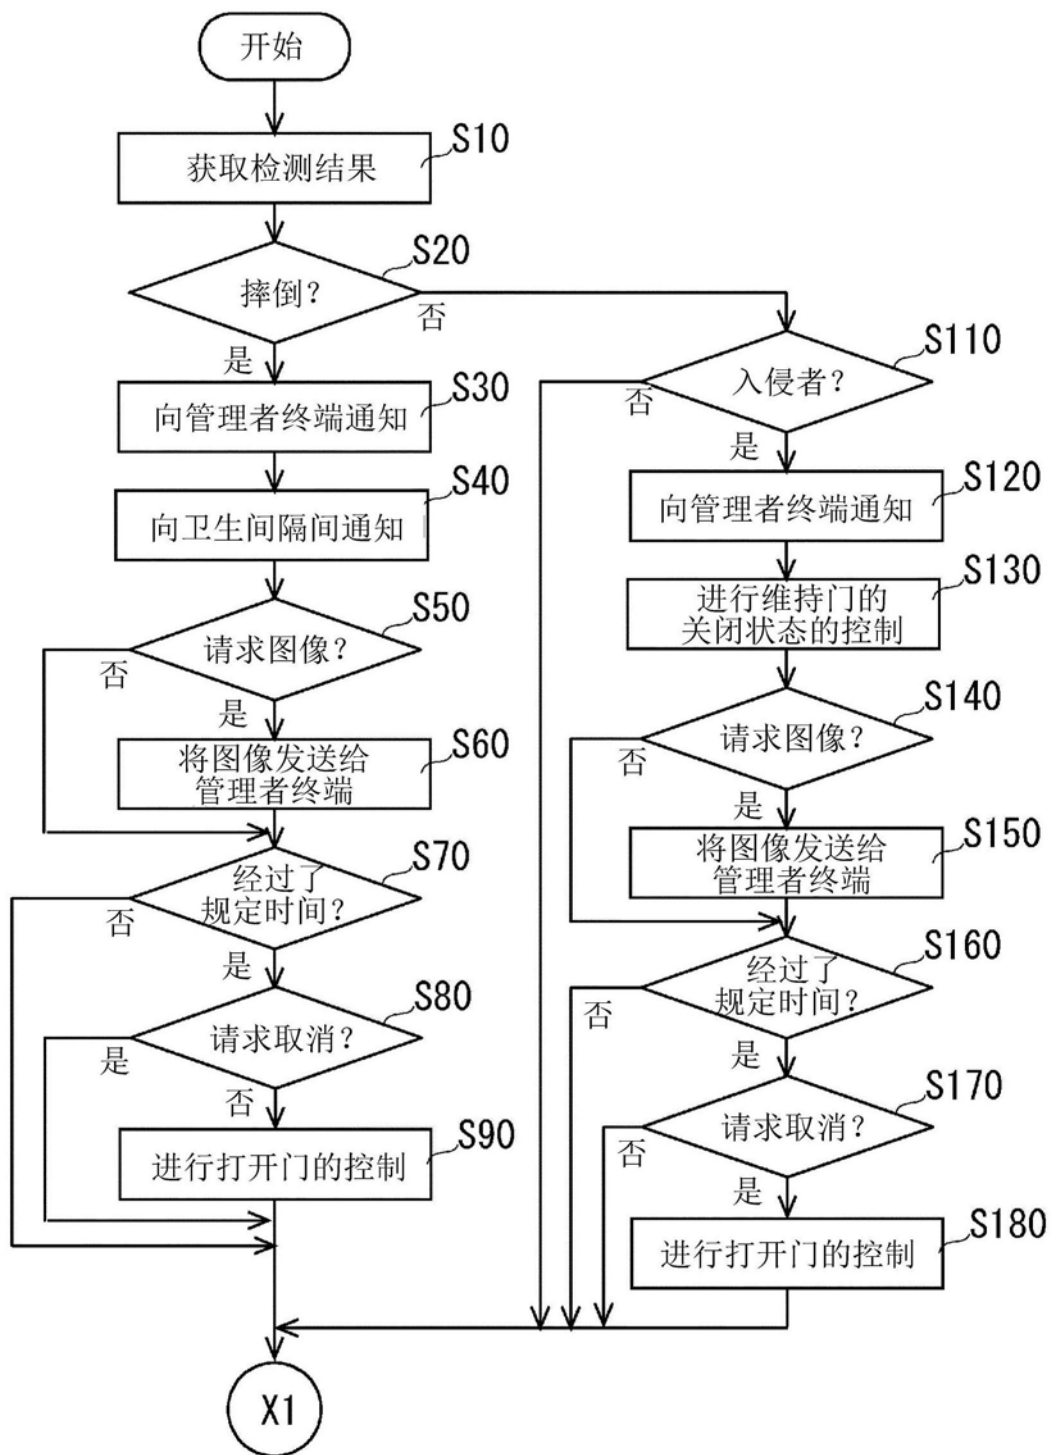 开始
获取检测结果
S10
摔倒？
S20
否
是
向管理者终端通知
S30
向卫生间隔间通知
S40
请求图像？
S50
否
是
将图像发送给
管理者终端
S60
经过了
规定时间？
S70
否
是
请求取消？
S80
是
否
进行打开门的控制
S90
入侵者？
S110
否
是
向管理者终端通知
S120
进行维持门的
关闭状态的控制
S130
请求图像？
S140
否
是
将图像发送给
管理者终端
S150
经过了
规定时间？
S160
否
是
请求取消？
S170
否
是
进行打开门的控制
S180
X1